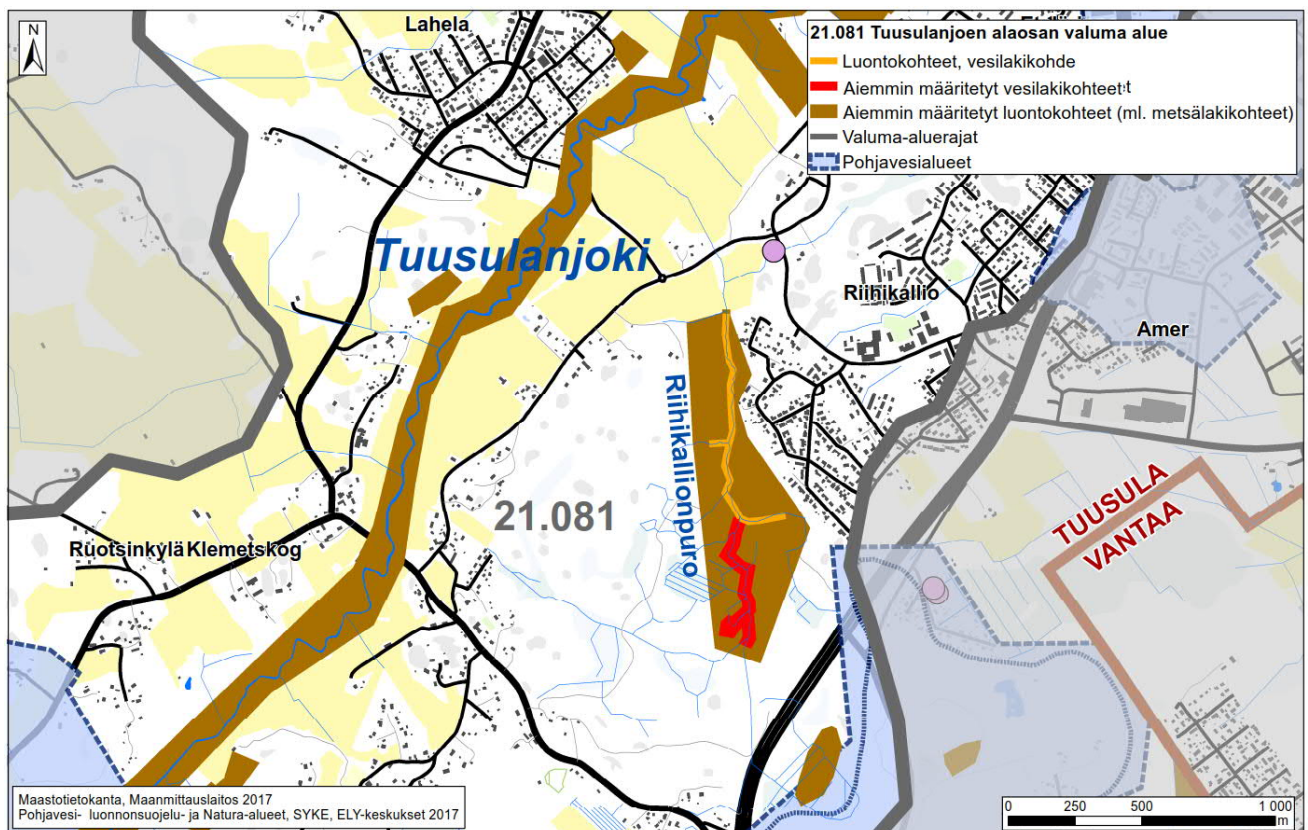 N
Lahela
21.081 Tuusulanjoen alaosan valuma alue
Luontokohteet, vesilakikohde
Aiemmin määritetyt vesilakikohteet:t
Aiemmin määritetyt luontokohteet (ml. metsälakikohteet)
Valuma-aluerajat
Pohjavesialueet
Tuusulanjoki
Riihikallio
Amer
Riihikallionpuro
21.081
TUUSULA
VANTAA
Ruotsinkylä Klemetskog
Maastotietokanta, Maanmittauslaitos 2017
Pohjavesi- luonnonsuojelu- ja Natura-alueet, SYKE, ELY-keskukset 2017
0 250 500 1 000
m